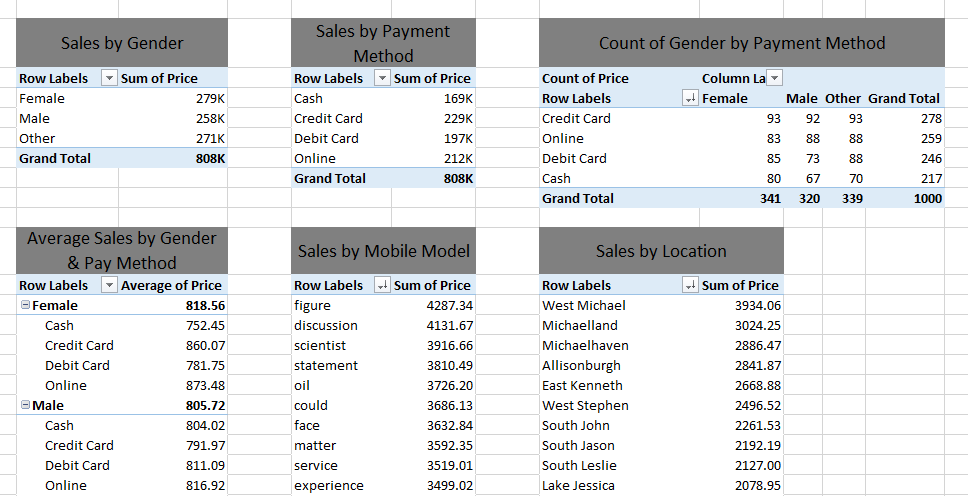 Sales by Gender
Row Labels Sum of Price
Female 279K
Male 258K
Other 271K
Grand Total 808K
Sales by Payment
Method
Row Labels Sum of Price
Cash 169K
Credit Card 229K
Debit Card 197K
Online 212K
Grand Total 808K
Count of Gender by Payment Method
Count of Price Column La
Row Labels Female Male Other Grand Total
Credit Card 93 92 93 278
Online 83 88 88 259
Debit Card 85 73 88 246
Cash 80 67 70 217
Grand Total 341 320 339 1000
Average Sales by Gender
& Pay Method
Row Labels Average of Price
Female 818.56
Cash 752.45
Credit Card 860.07
Debit Card 781.75
Online 873.48
Male 805.72
Cash 804.02
Credit Card 791.97
Debit Card 811.09
Online 816.92
Sales by Mobile Model
Row Labels Sum of Price
figure 4287.34
discussion 4131.67
scientist 3916.66
statement 3810.49
oil 3726.20
could 3686.13
face 3632.84
matter 3592.35
service 3519.01
experience 3499.02
Sales by Location
Row Labels Sum of Price
West Michael 3934.06
Michaelland 3024.25
Michaelhaven 2886.47
Allisonburgh 2841.87
East Kenneth 2668.88
West Stephen 2496.52
South John 2261.53
South Jason 2192.19
South Leslie 2127.00
Lake Jessica 2078.95